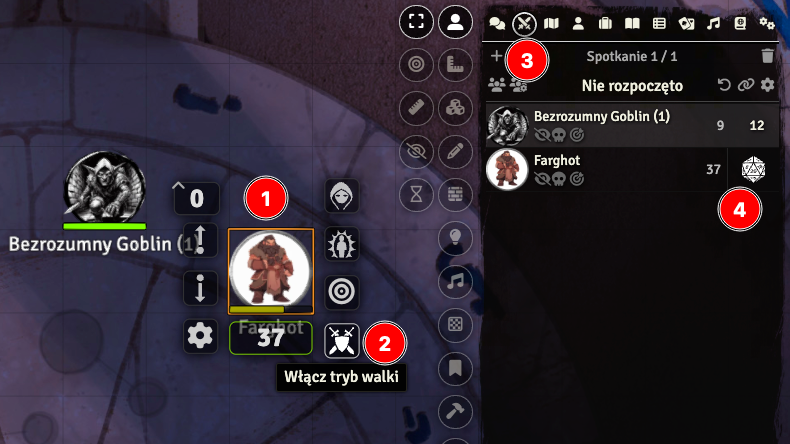 Spotkanie 1 / 1
3
Nie rozpoczęto
Bezrozumny Goblin (1)
9
12
Farghot
37
4
0
1
Bezrozumny Goblin (1)
Farghot
37
2
Włącz tryb walki